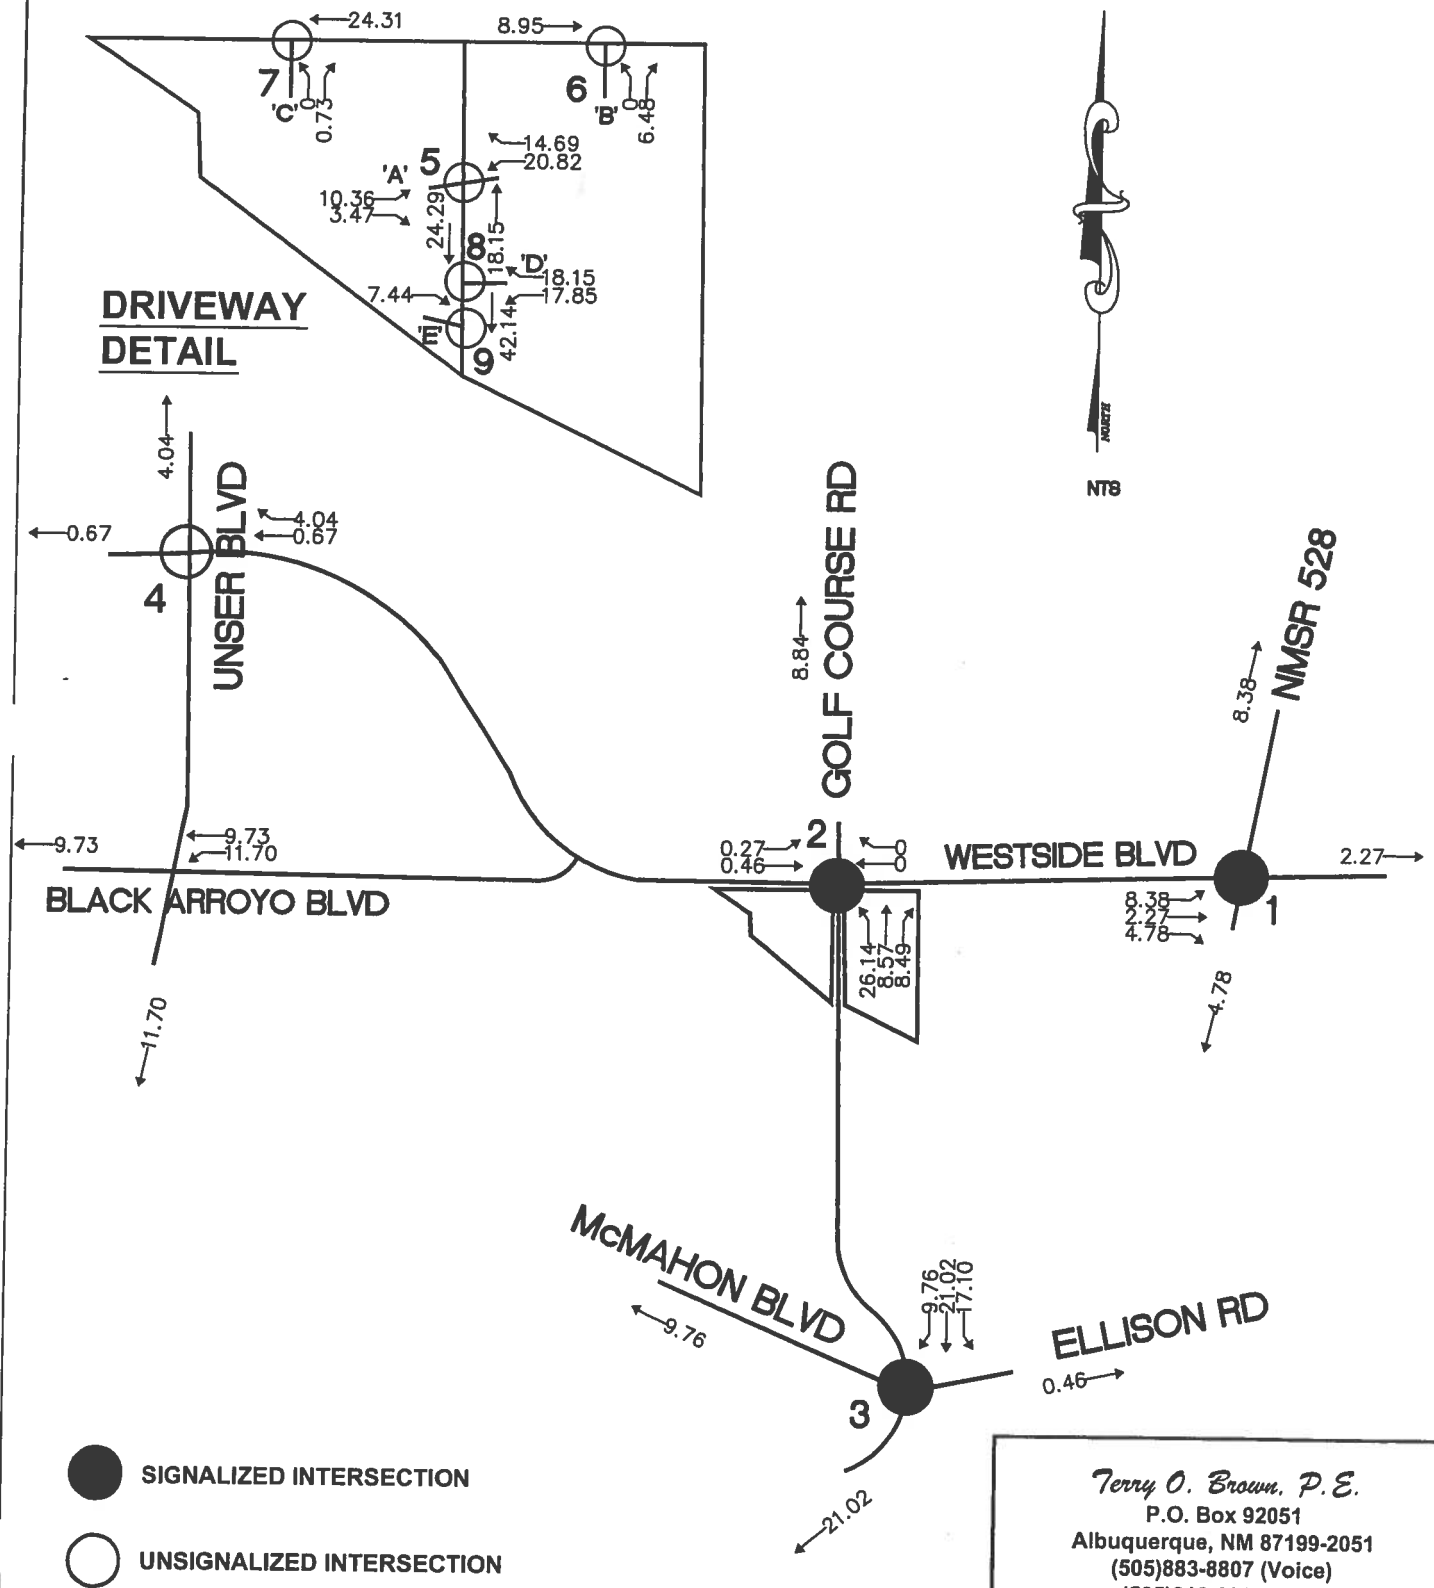 24.31
8.95
7
'C'
0
0.73
6
'B'
0
6.48
14.69
20.82
5
'A'
10.36
3.47
24.29
18.15
8
'D'
18.15
17.85
7.44
'E'
42.14
9
DRIVEWAY
DETAIL
NORTH
NTS
4.04
UNSER BLVD
4.04
0.67
0.67
4
GOLF COURSE RD
8.84
NMSR 528
8.38
9.73
9.73
11.70
BLACK ARROYO BLVD
11.70
2
0.27
0.46
0
0
WESTSIDE BLVD
2.27
26.14
8.57
8.49
8.38
2.27
4.78
1
4.78
McMAHON BLVD
9.76
9.76
21.02
17.10
ELLISON RD
0.46
3
21.02
SIGNALIZED INTERSECTION
UNSIGNALIZED INTERSECTION
Terry O. Brown, P.E.
P.O. Box 92051
Albuquerque, NM 87199-2051
(505)883-8807 (Voice)